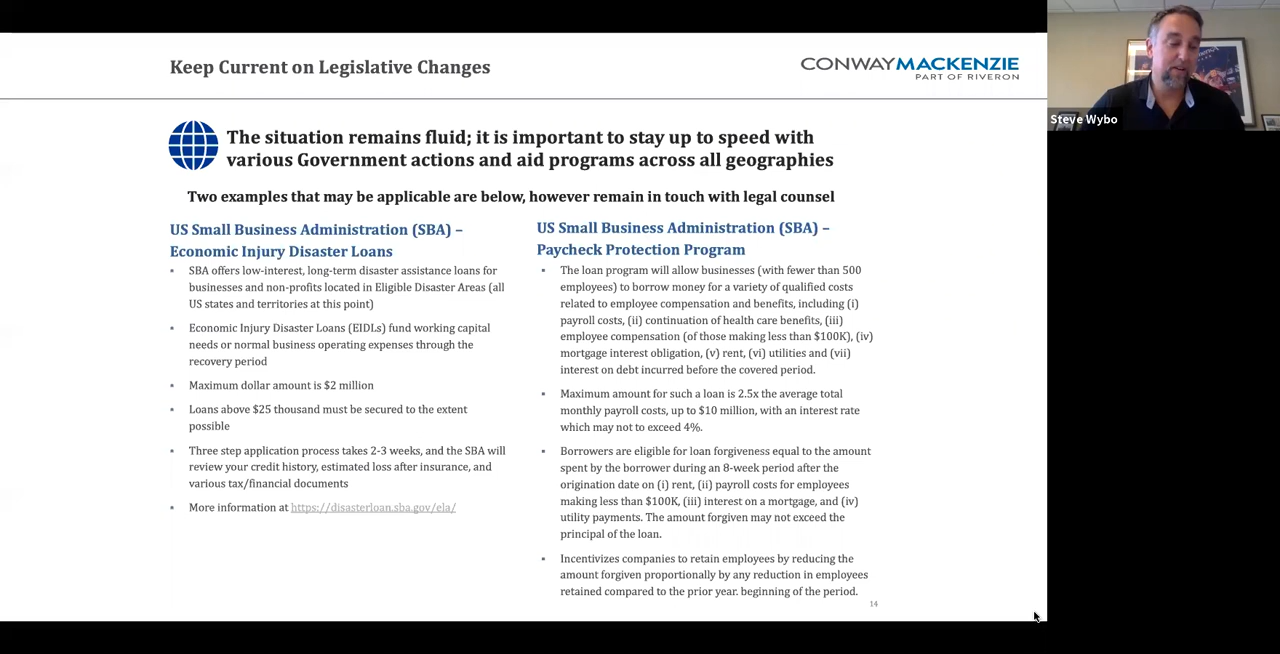 Keep Current on Legislative Changes
CONWAYMACKENZIE
PART OF RIVERON
Steve Wybo
The situation remains fluid; it is important to stay up to speed with
various Government actions and aid programs across all geographies
Two examples that may be applicable are below, however remain in touch with legal counsel
US Small Business Administration (SBA) –
Economic Injury Disaster Loans
▪ SBA offers low-interest, long-term disaster assistance loans for
businesses and non-profits located in Eligible Disaster Areas (all
US states and territories at this point)
▪ Economic Injury Disaster Loans (EIDLs) fund working capital
needs or normal business operating expenses through the
recovery period
▪ Maximum dollar amount is $2 million
▪ Loans above $25 thousand must be secured to the extent
possible
▪ Three step application process takes 2-3 weeks, and the SBA will
review your credit history, estimated loss after insurance, and
various tax/financial documents
▪ More information at https://disasterloan.sba.gov/ela/
US Small Business Administration (SBA) –
Paycheck Protection Program
▪ The loan program will allow businesses (with fewer than 500
employees) to borrow money for a variety of qualified costs
related to employee compensation and benefits, including (i)
payroll costs, (ii) continuation of health care benefits, (iii)
employee compensation (of those making less than $100K), (iv)
mortgage interest obligation, (v) rent, (vi) utilities and (vii)
interest on debt incurred before the covered period.
▪ Maximum amount for such a loan is 2.5x the average total
monthly payroll costs, up to $10 million, with an interest rate
which may not to exceed 4%.
▪ Borrowers are eligible for loan forgiveness equal to the amount
spent by the borrower during an 8-week period after the
origination date on (i) rent, (ii) payroll costs for employees
making less than $100K, (iii) interest on a mortgage, and (iv)
utility payments. The amount forgiven may not exceed the
principal of the loan.
▪ Incentivizes companies to retain employees by reducing the
amount forgiven proportionally by any reduction in employees
retained compared to the prior year. beginning of the period.
14